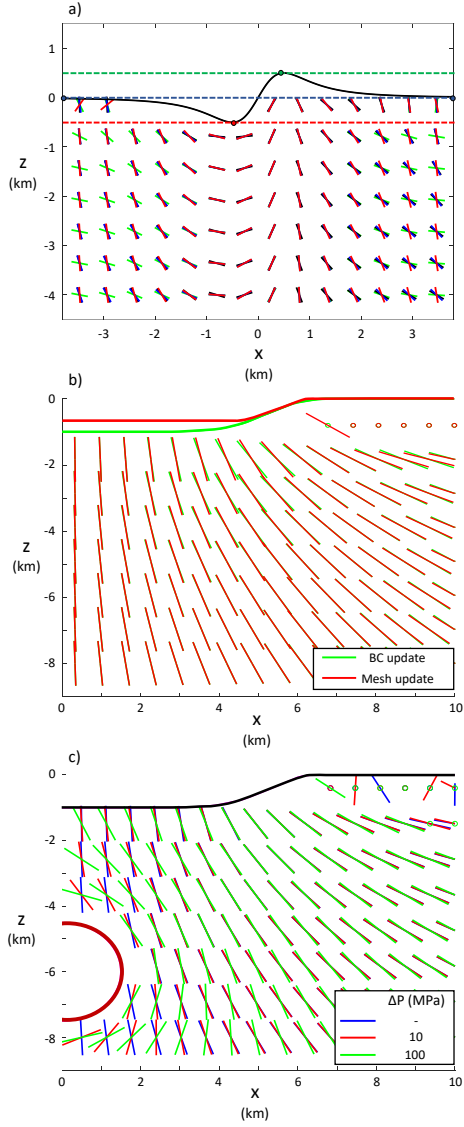 a)
1
0
-1
-2
-3
-4
z
(km)
-3 -2 -1 0 1 2 3
x
(km)
b)
0
-2
-4
-6
-8
z
(km)
BC update
Mesh update
0 2 4 6 8 10
x
(km)
c)
0
-2
-4
-6
-8
z
(km)
ΔP (MPa)
-
10
100
0 2 4 6 8 10
x
(km)